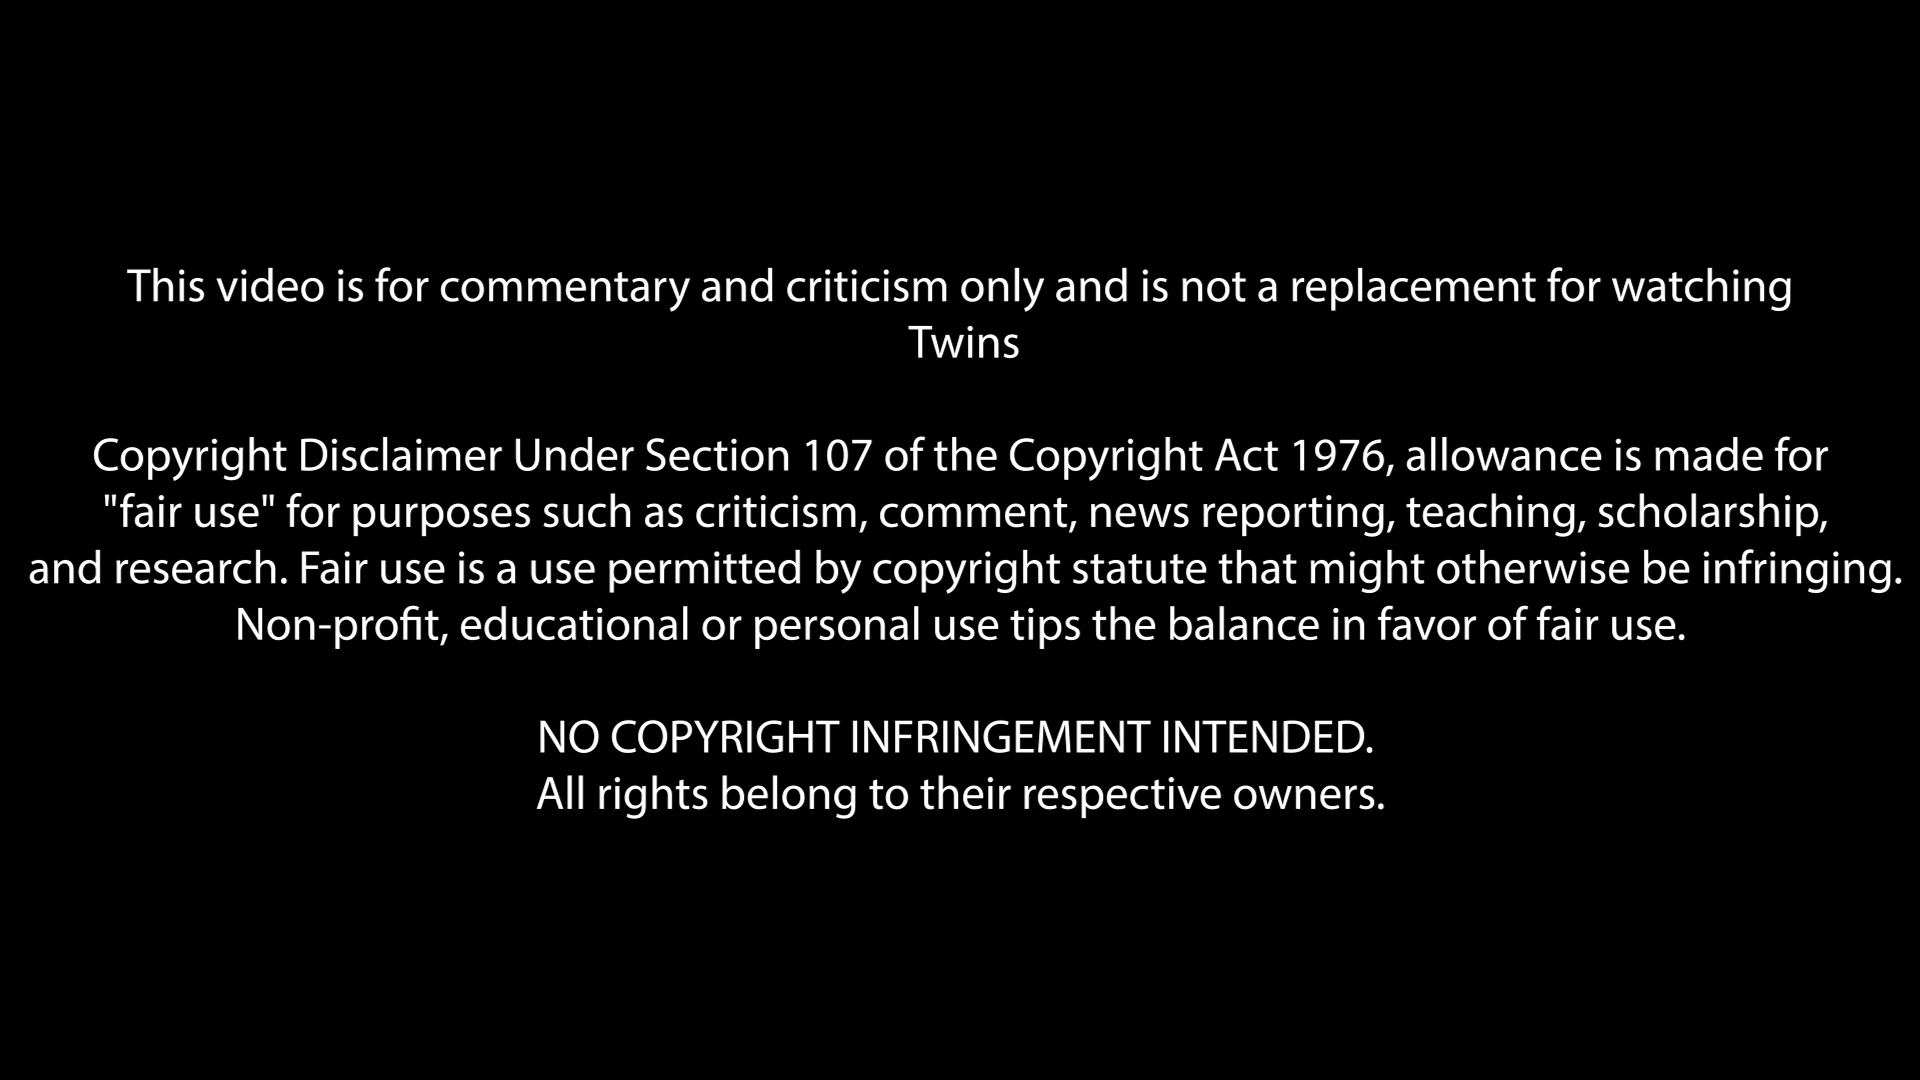 This video is for commentary and criticism only and is not a replacement for watching
Twins
Copyright Disclaimer Under Section 107 of the Copyright Act 1976, allowance is made for
"fair use" for purposes such as criticism, comment, news reporting, teaching, scholarship,
and research. Fair use is a use permitted by copyright statute that might otherwise be infringing.
Non-profit, educational or personal use tips the balance in favor of fair use.
NO COPYRIGHT INFRINGEMENT INTENDED.
All rights belong to their respective owners.